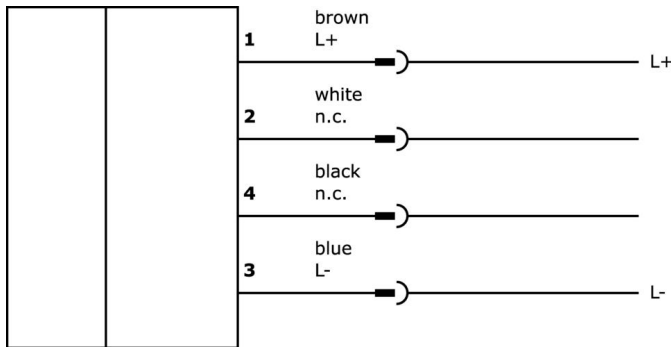 brown
1 L+
L+
white
2 n.c.
black
4 n.c.
blue
3 L-
L-